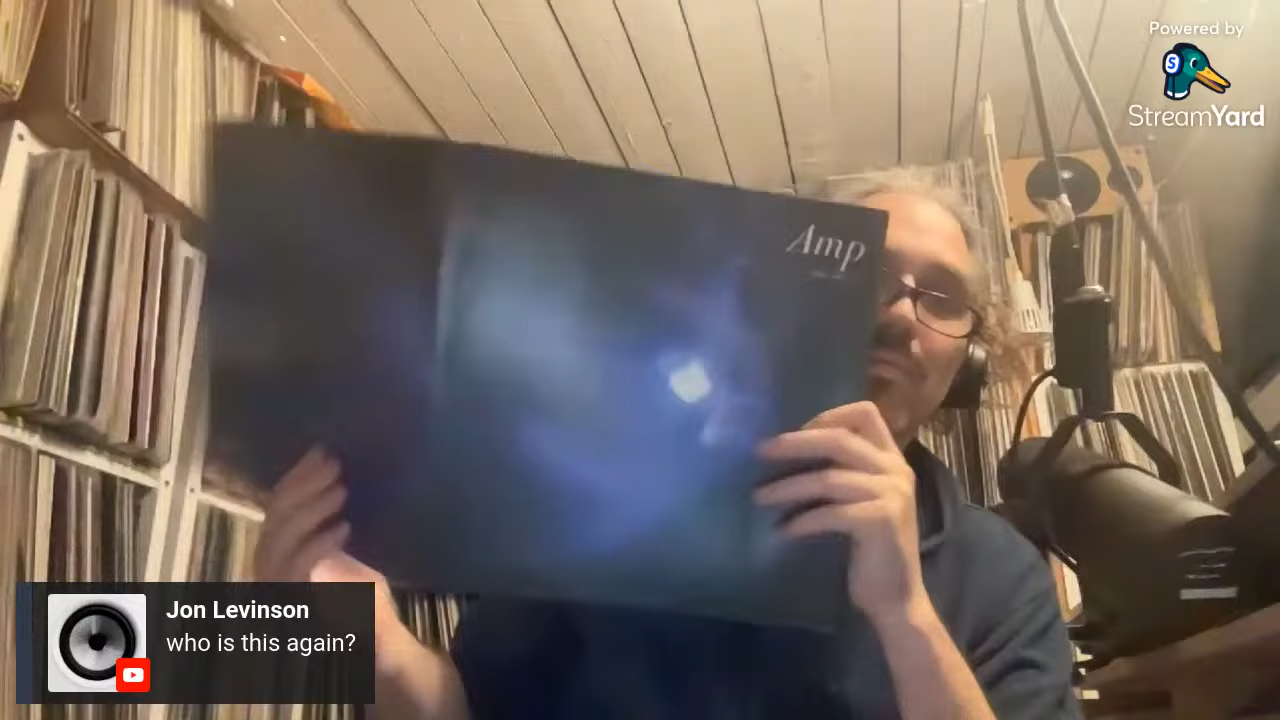 Powered by
StreamYard
Amp
Jon Levinson
who is this again?